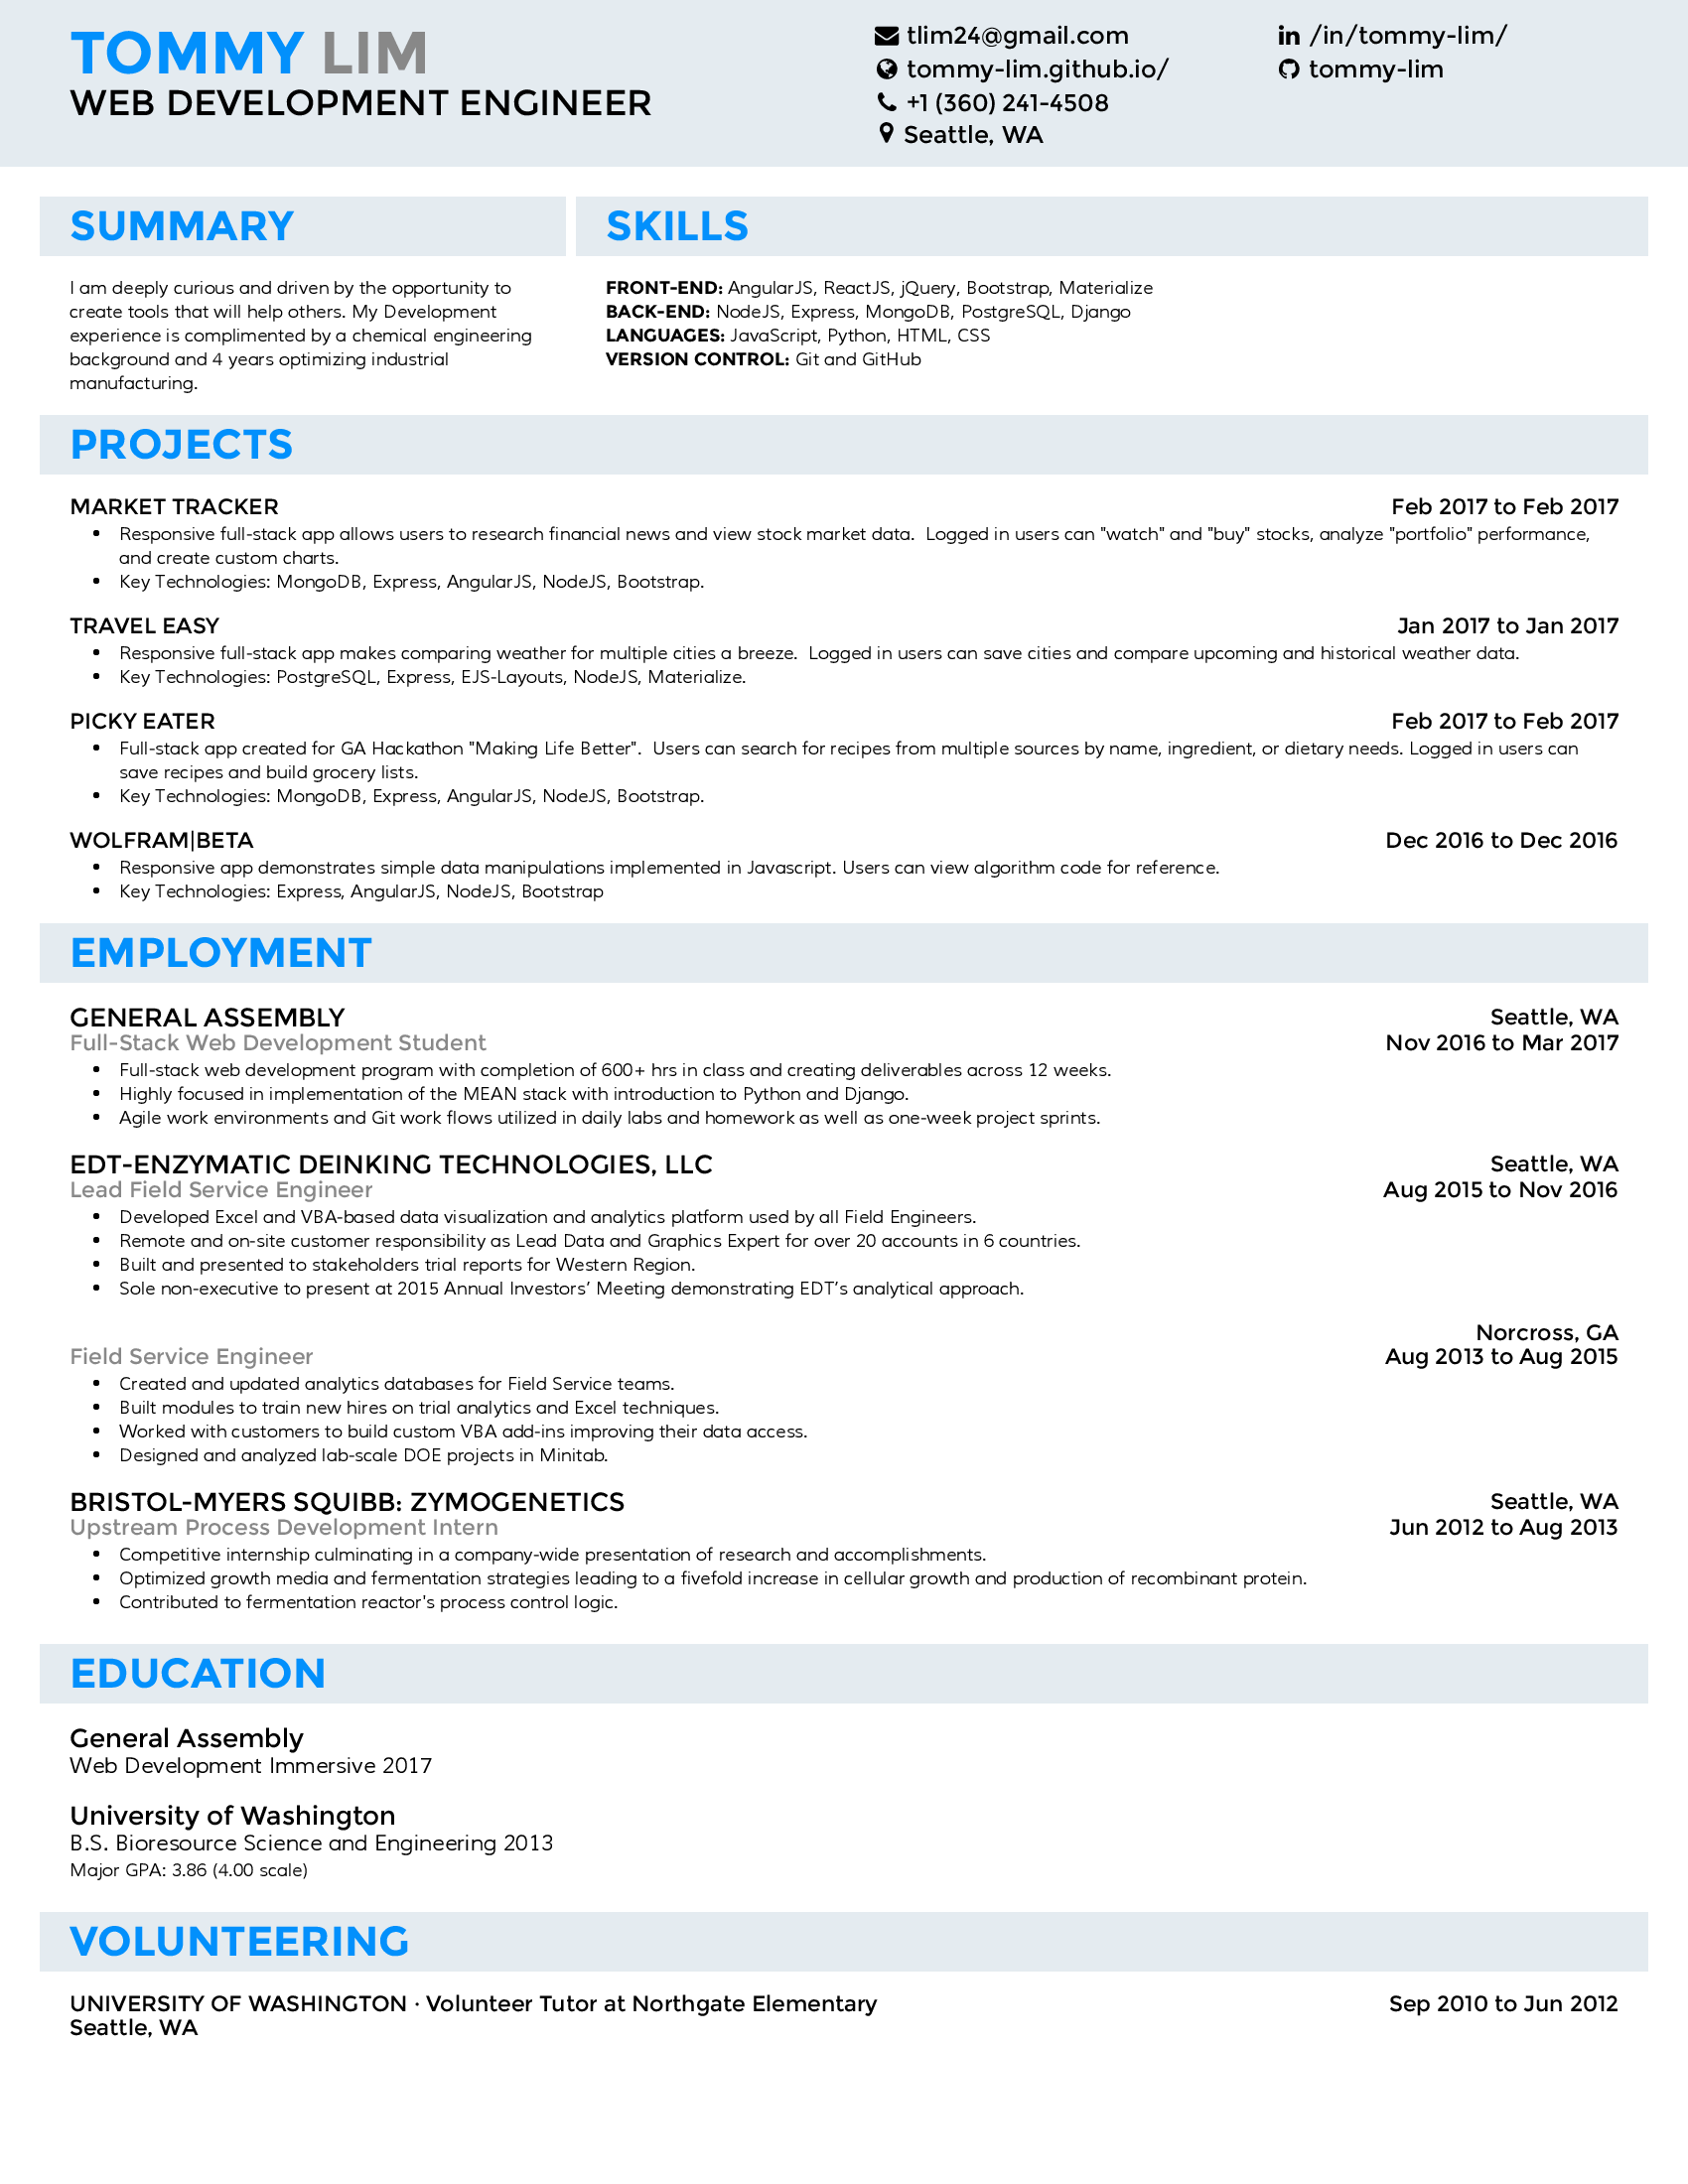 TOMMY LIM
WEB DEVELOPMENT ENGINEER
tlim24@gmail.com
tommy-lim.github.io/
+1 (360) 241-4508
Seattle, WA
/in/tommy-lim/
tommy-lim
SUMMARY
I am deeply curious and driven by the opportunity to
create tools that will help others. My Development
experience is complimented by a chemical engineering
background and 4 years optimizing industrial
manufacturing.
SKILLS
FRONT-END: AngularJS, ReactJS, jQuery, Bootstrap, Materialize
BACK-END: NodeJS, Express, MongoDB, PostgreSQL, Django
LANGUAGES: JavaScript, Python, HTML, CSS
VERSION CONTROL: Git and GitHub
PROJECTS
MARKET TRACKER Feb 2017 to Feb 2017
• Responsive full-stack app allows users to research financial news and view stock market data.  Logged in users can "watch" and "buy" stocks, analyze "portfolio" performance,
and create custom charts.
• Key Technologies: MongoDB, Express, AngularJS, NodeJS, Bootstrap.
TRAVEL EASY Jan 2017 to Jan 2017
• Responsive full-stack app makes comparing weather for multiple cities a breeze.  Logged in users can save cities and compare upcoming and historical weather data.
• Key Technologies: PostgreSQL, Express, EJS-Layouts, NodeJS, Materialize.
PICKY EATER Feb 2017 to Feb 2017
• Full-stack app created for GA Hackathon "Making Life Better".  Users can search for recipes from multiple sources by name, ingredient, or dietary needs. Logged in users can
save recipes and build grocery lists.
• Key Technologies: MongoDB, Express, AngularJS, NodeJS, Bootstrap.
WOLFRAM|BETA Dec 2016 to Dec 2016
• Responsive app demonstrates simple data manipulations implemented in Javascript. Users can view algorithm code for reference.
• Key Technologies: Express, AngularJS, NodeJS, Bootstrap
EMPLOYMENT
GENERAL ASSEMBLY Seattle, WA
Full-Stack Web Development Student Nov 2016 to Mar 2017
• Full-stack web development program with completion of 600+ hrs in class and creating deliverables across 12 weeks.
• Highly focused in implementation of the MEAN stack with introduction to Python and Django.
• Agile work environments and Git work flows utilized in daily labs and homework as well as one-week project sprints.
EDT-ENZYMATIC DEINKING TECHNOLOGIES, LLC Seattle, WA
Lead Field Service Engineer Aug 2015 to Nov 2016
• Developed Excel and VBA-based data visualization and analytics platform used by all Field Engineers.
• Remote and on-site customer responsibility as Lead Data and Graphics Expert for over 20 accounts in 6 countries.
• Built and presented to stakeholders trial reports for Western Region.
• Sole non-executive to present at 2015 Annual Investors’ Meeting demonstrating EDT’s analytical approach.
Norcross, GA
Field Service Engineer Aug 2013 to Aug 2015
• Created and updated analytics databases for Field Service teams.
• Built modules to train new hires on trial analytics and Excel techniques.
• Worked with customers to build custom VBA add-ins improving their data access.
• Designed and analyzed lab-scale DOE projects in Minitab.
BRISTOL-MYERS SQUIBB: ZYMOGENETICS Seattle, WA
Upstream Process Development Intern Jun 2012 to Aug 2013
• Competitive internship culminating in a company-wide presentation of research and accomplishments.
• Optimized growth media and fermentation strategies leading to a fivefold increase in cellular growth and production of recombinant protein.
• Contributed to fermentation reactor's process control logic.
EDUCATION
General Assembly
Web Development Immersive 2017
University of Washington
B.S. Bioresource Science and Engineering 2013
Major GPA: 3.86 (4.00 scale)
VOLUNTEERING
UNIVERSITY OF WASHINGTON · Volunteer Tutor at Northgate Elementary Sep 2010 to Jun 2012
Seattle, WA